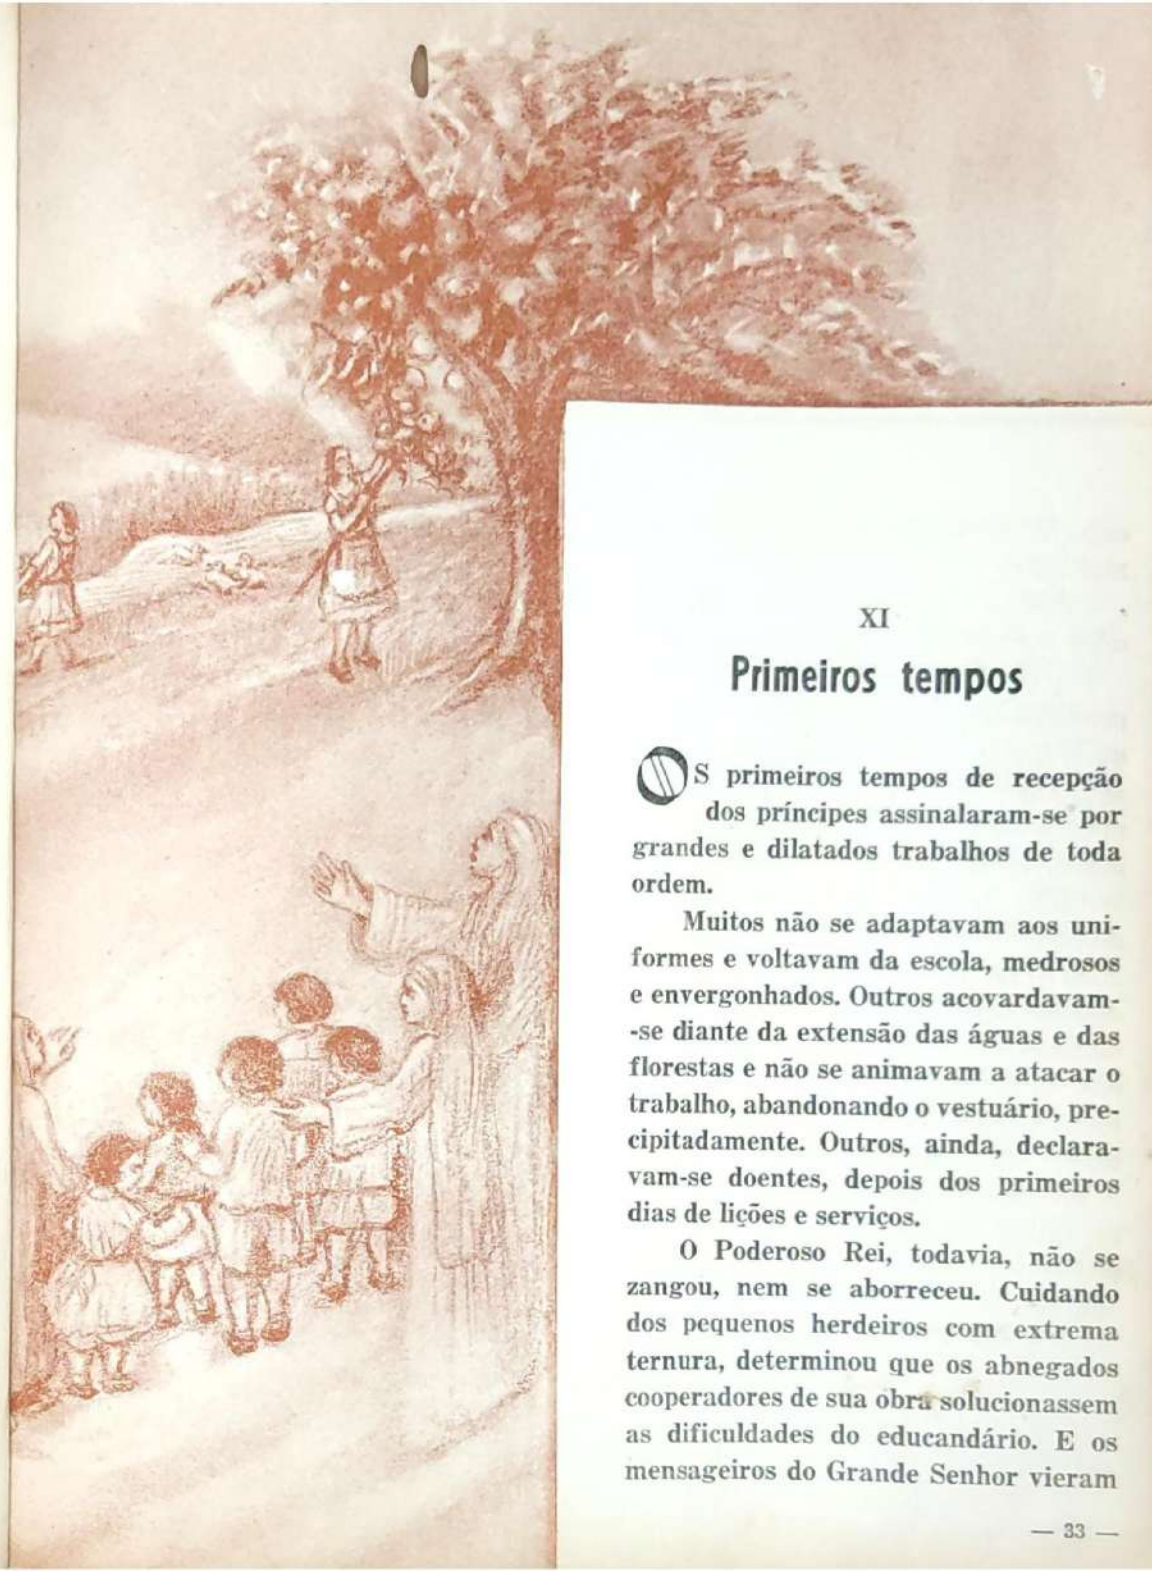 XI
Primeiros tempos
OS primeiros tempos de recepção
dos príncipes assinalaram-se por
grandes e dilatados trabalhos de toda
ordem.
Muitos não se adaptavam aos uni-
formes e voltavam da escola, medrosos
e envergonhados. Outros acovardavam-
-se diante da extensão das águas e das
florestas e não se animavam a atacar o
trabalho, abandonando o vestuário, pre-
cipitadamente. Outros, ainda, declara-
vam-se doentes, depois dos primeiros
dias de lições e serviços.
O Poderoso Rei, todavia, não se
zangou, nem se aborreceu. Cuidando
dos pequenos herdeiros com extrema
ternura, determinou que os abnegados
cooperadores de sua obra solucionassem
as dificuldades do educandário. E os
mensageiros do Grande Senhor vieram
— 33 —